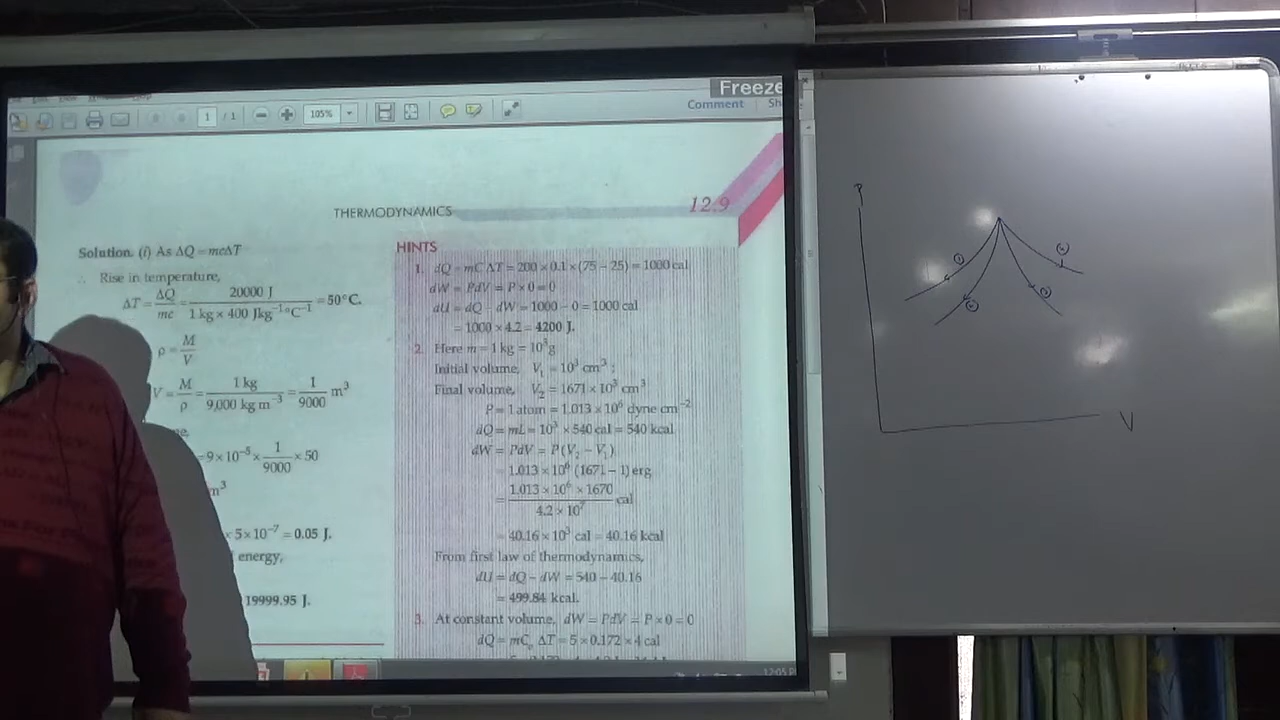 Freeze
Comment Sh
1 / 1 105%
THERMODYNAMICS 12.9
Solution. (i) As ΔQ = mcΔT
∴ Rise in temperature,
ΔT = ΔQ/mc = 20000 J / 1 kg × 400 Jkg⁻¹°C⁻¹ = 50°C.
ρ = M/V
V = M/ρ = 1 kg / 9,000 kg m⁻³ = 1/9000 m³
= 9×10⁻⁵ × 1/9000 × 50
m³
× 5×10⁻⁷ = 0.05 J.
energy,
19999.95 J.
HINTS
1. dQ = mC ΔT = 200 × 0.1 × (75 – 25) = 1000 cal
dW = PdV = P × 0 = 0
dU = dQ – dW = 1000 – 0 = 1000 cal
= 1000 × 4.2 = 4200 J.
2. Here m = 1 kg = 10³g
Initial volume, V₁ = 10³ cm³ ;
Final volume, V₂ = 1671 × 10³ cm³
P = 1 atom = 1.013 × 10⁶ dyne cm⁻²
dQ = mL = 10³ × 540 cal = 540 kcal
dW = PdV = P(V₂ – V₁)
= 1.013 × 10⁶ (1671 – 1) erg
= 1.013 × 10⁶ × 1670 / 4.2 × 10⁷ cal
= 40.16 × 10³ cal = 40.16 kcal
From first law of thermodynamics,
dU = dQ – dW = 540 – 40.16
= 499.84 kcal.
3. At constant volume, dW = PdV = P × 0 = 0
dQ = mCᵥ ΔT = 5 × 0.172 × 4 cal
12:05 P
P
V